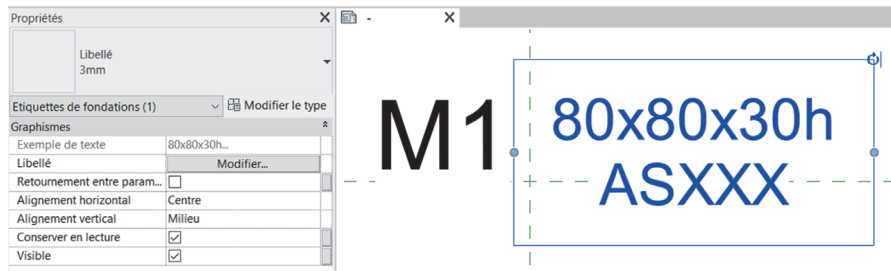 Propriétés
Libellé
3mm
Etiquettes de fondations (1)
Modifier le type
Graphismes
Exemple de texte 80x80x30h...
Libellé Modifier...
Retournement entre param...
Alignement horizontal Centre
Alignement vertical Milieu
Conserver en lecture
Visible
-
M1
80x80x30h
ASXXX